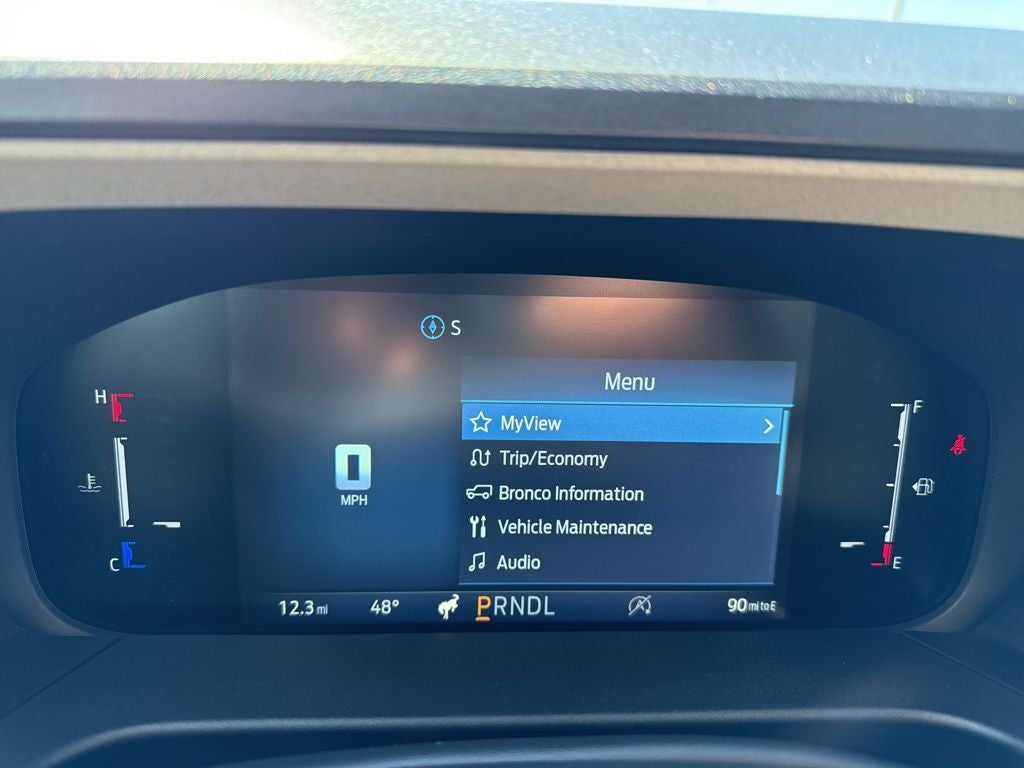 S
H
F
Menu
MyView
Trip/Economy
Bronco Information
Vehicle Maintenance
Audio
0
MPH
C
E
12.3 mi 48° PRNDL A 90 mi to E